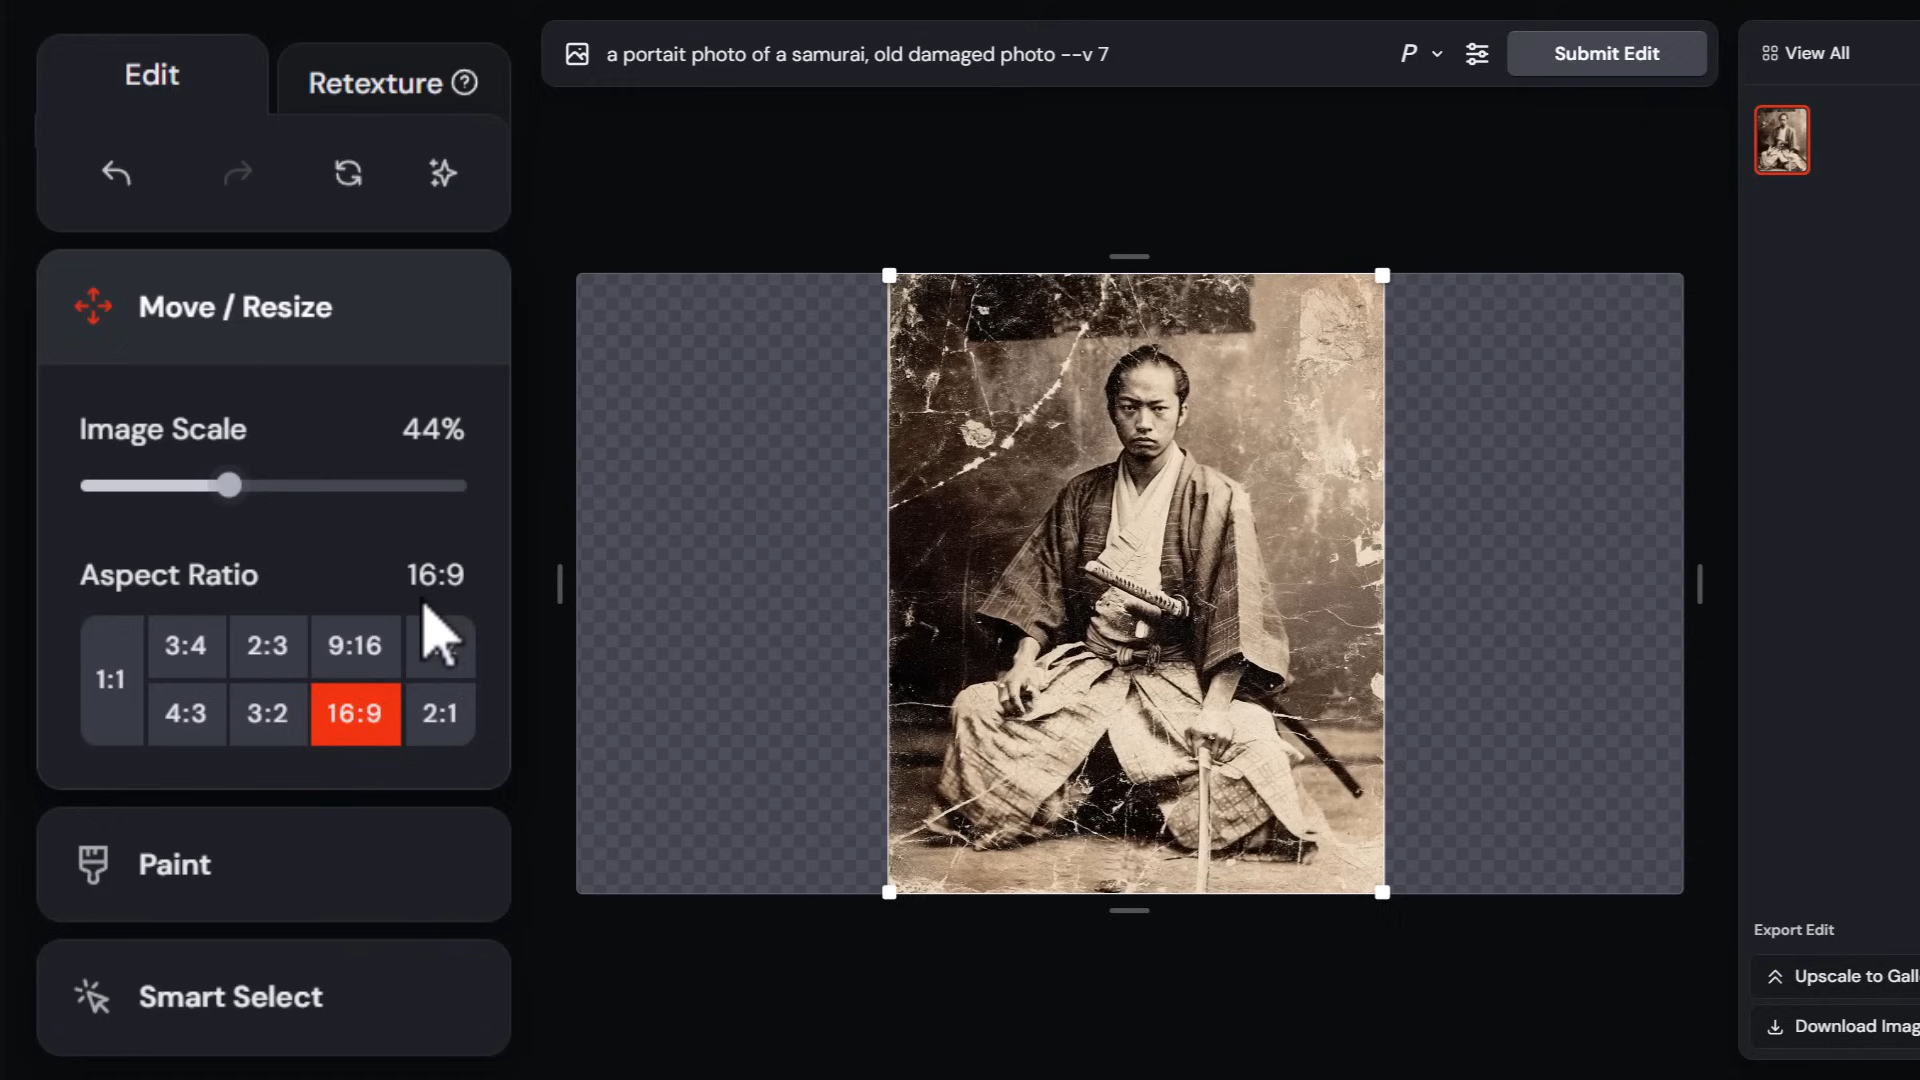 Edit
Retexture
a portait photo of a samurai, old damaged photo --v 7
P
Submit Edit
View All
Move / Resize
Image Scale 44%
Aspect Ratio 16:9
1:1
3:4 2:3 9:16
4:3 3:2 16:9 2:1
Paint
Smart Select
Export Edit
Upscale to Gall
Download Imag